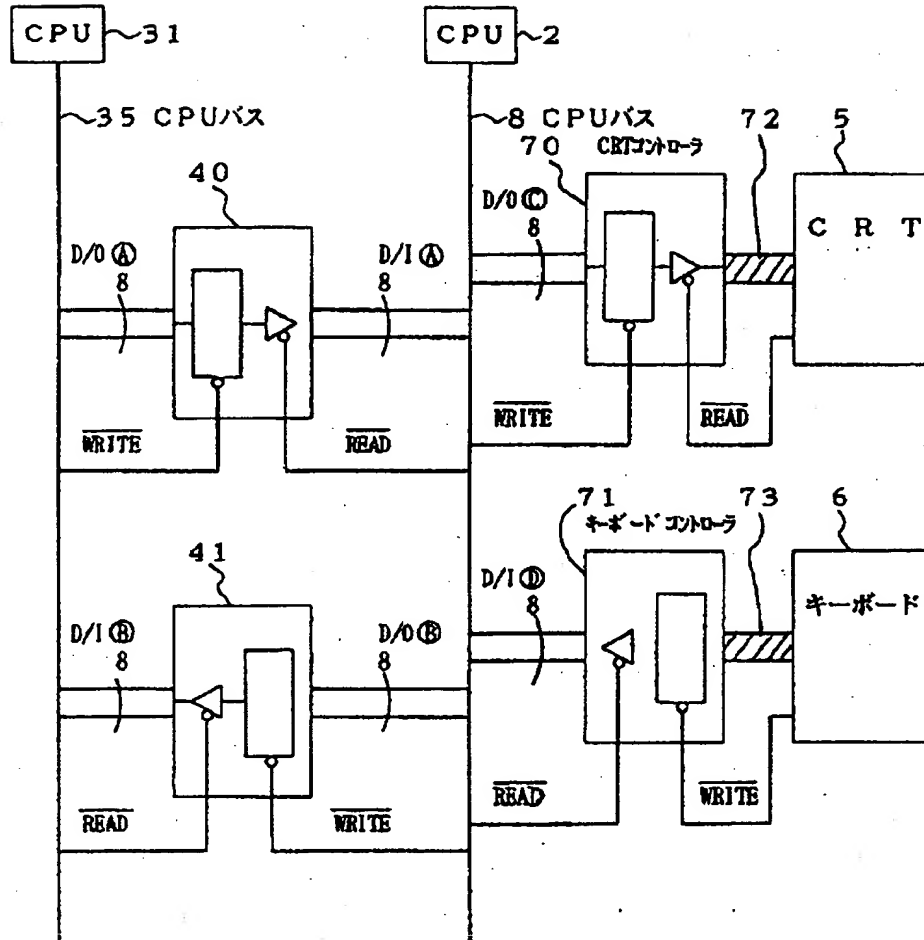 CPU 31
CPU 2
35 CPUバス
8 CPUバス
72
5
70 CRTコントローラ
40
D/O Ⓒ
8
CRT
D/O Ⓐ
8
D/I Ⓐ
8
WRITE
READ
WRITE
READ
71 キーボードコントローラ
73
6
41
D/I Ⓓ
8
キーボード
D/I Ⓑ
8
D/O Ⓑ
8
READ
WRITE
READ
WRITE